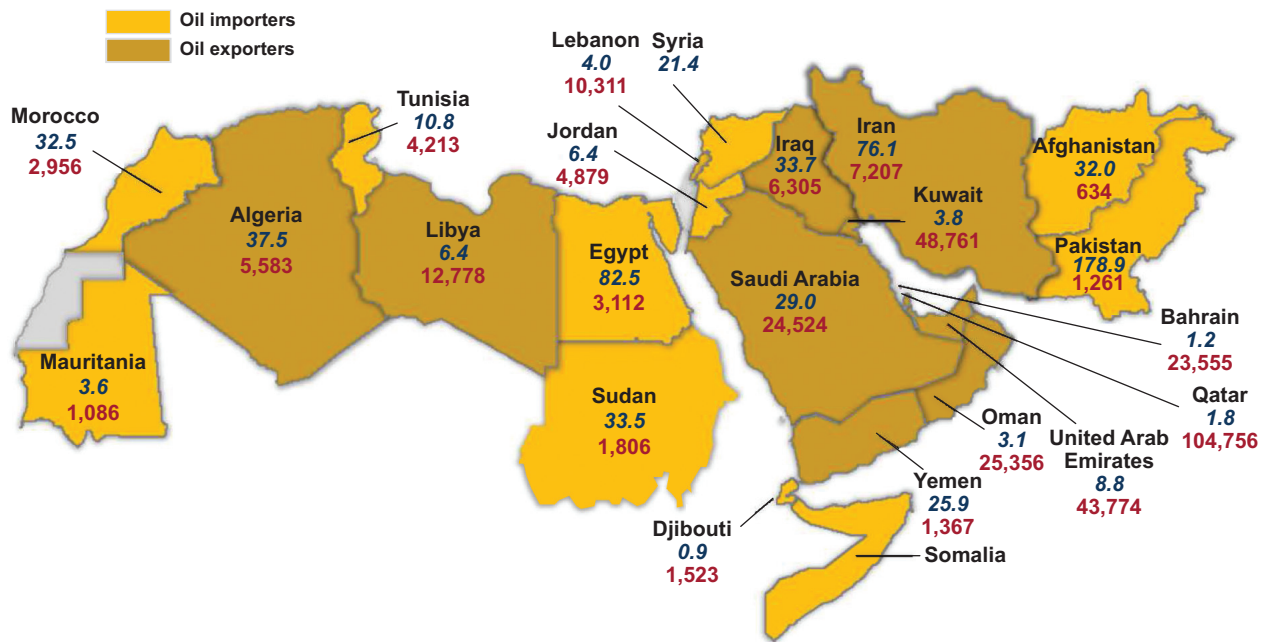 Oil importers
Oil exporters
Morocco
32.5
2,956
Tunisia
10.8
4,213
Algeria
37.5
5,583
Libya
6.4
12,778
Egypt
82.5
3,112
Mauritania
3.6
1,086
Sudan
33.5
1,806
Lebanon
4.0
10,311
Syria
21.4
Jordan
6.4
4,879
Iraq
33.7
6,305
Iran
76.1
7,207
Kuwait
3.8
48,761
Afghanistan
32.0
634
Pakistan
178.9
1,261
Saudi Arabia
29.0
24,524
Bahrain
1.2
23,555
Qatar
1.8
104,756
United Arab
Emirates
8.8
43,774
Oman
3.1
25,356
Yemen
25.9
1,367
Djibouti
0.9
1,523
Somalia